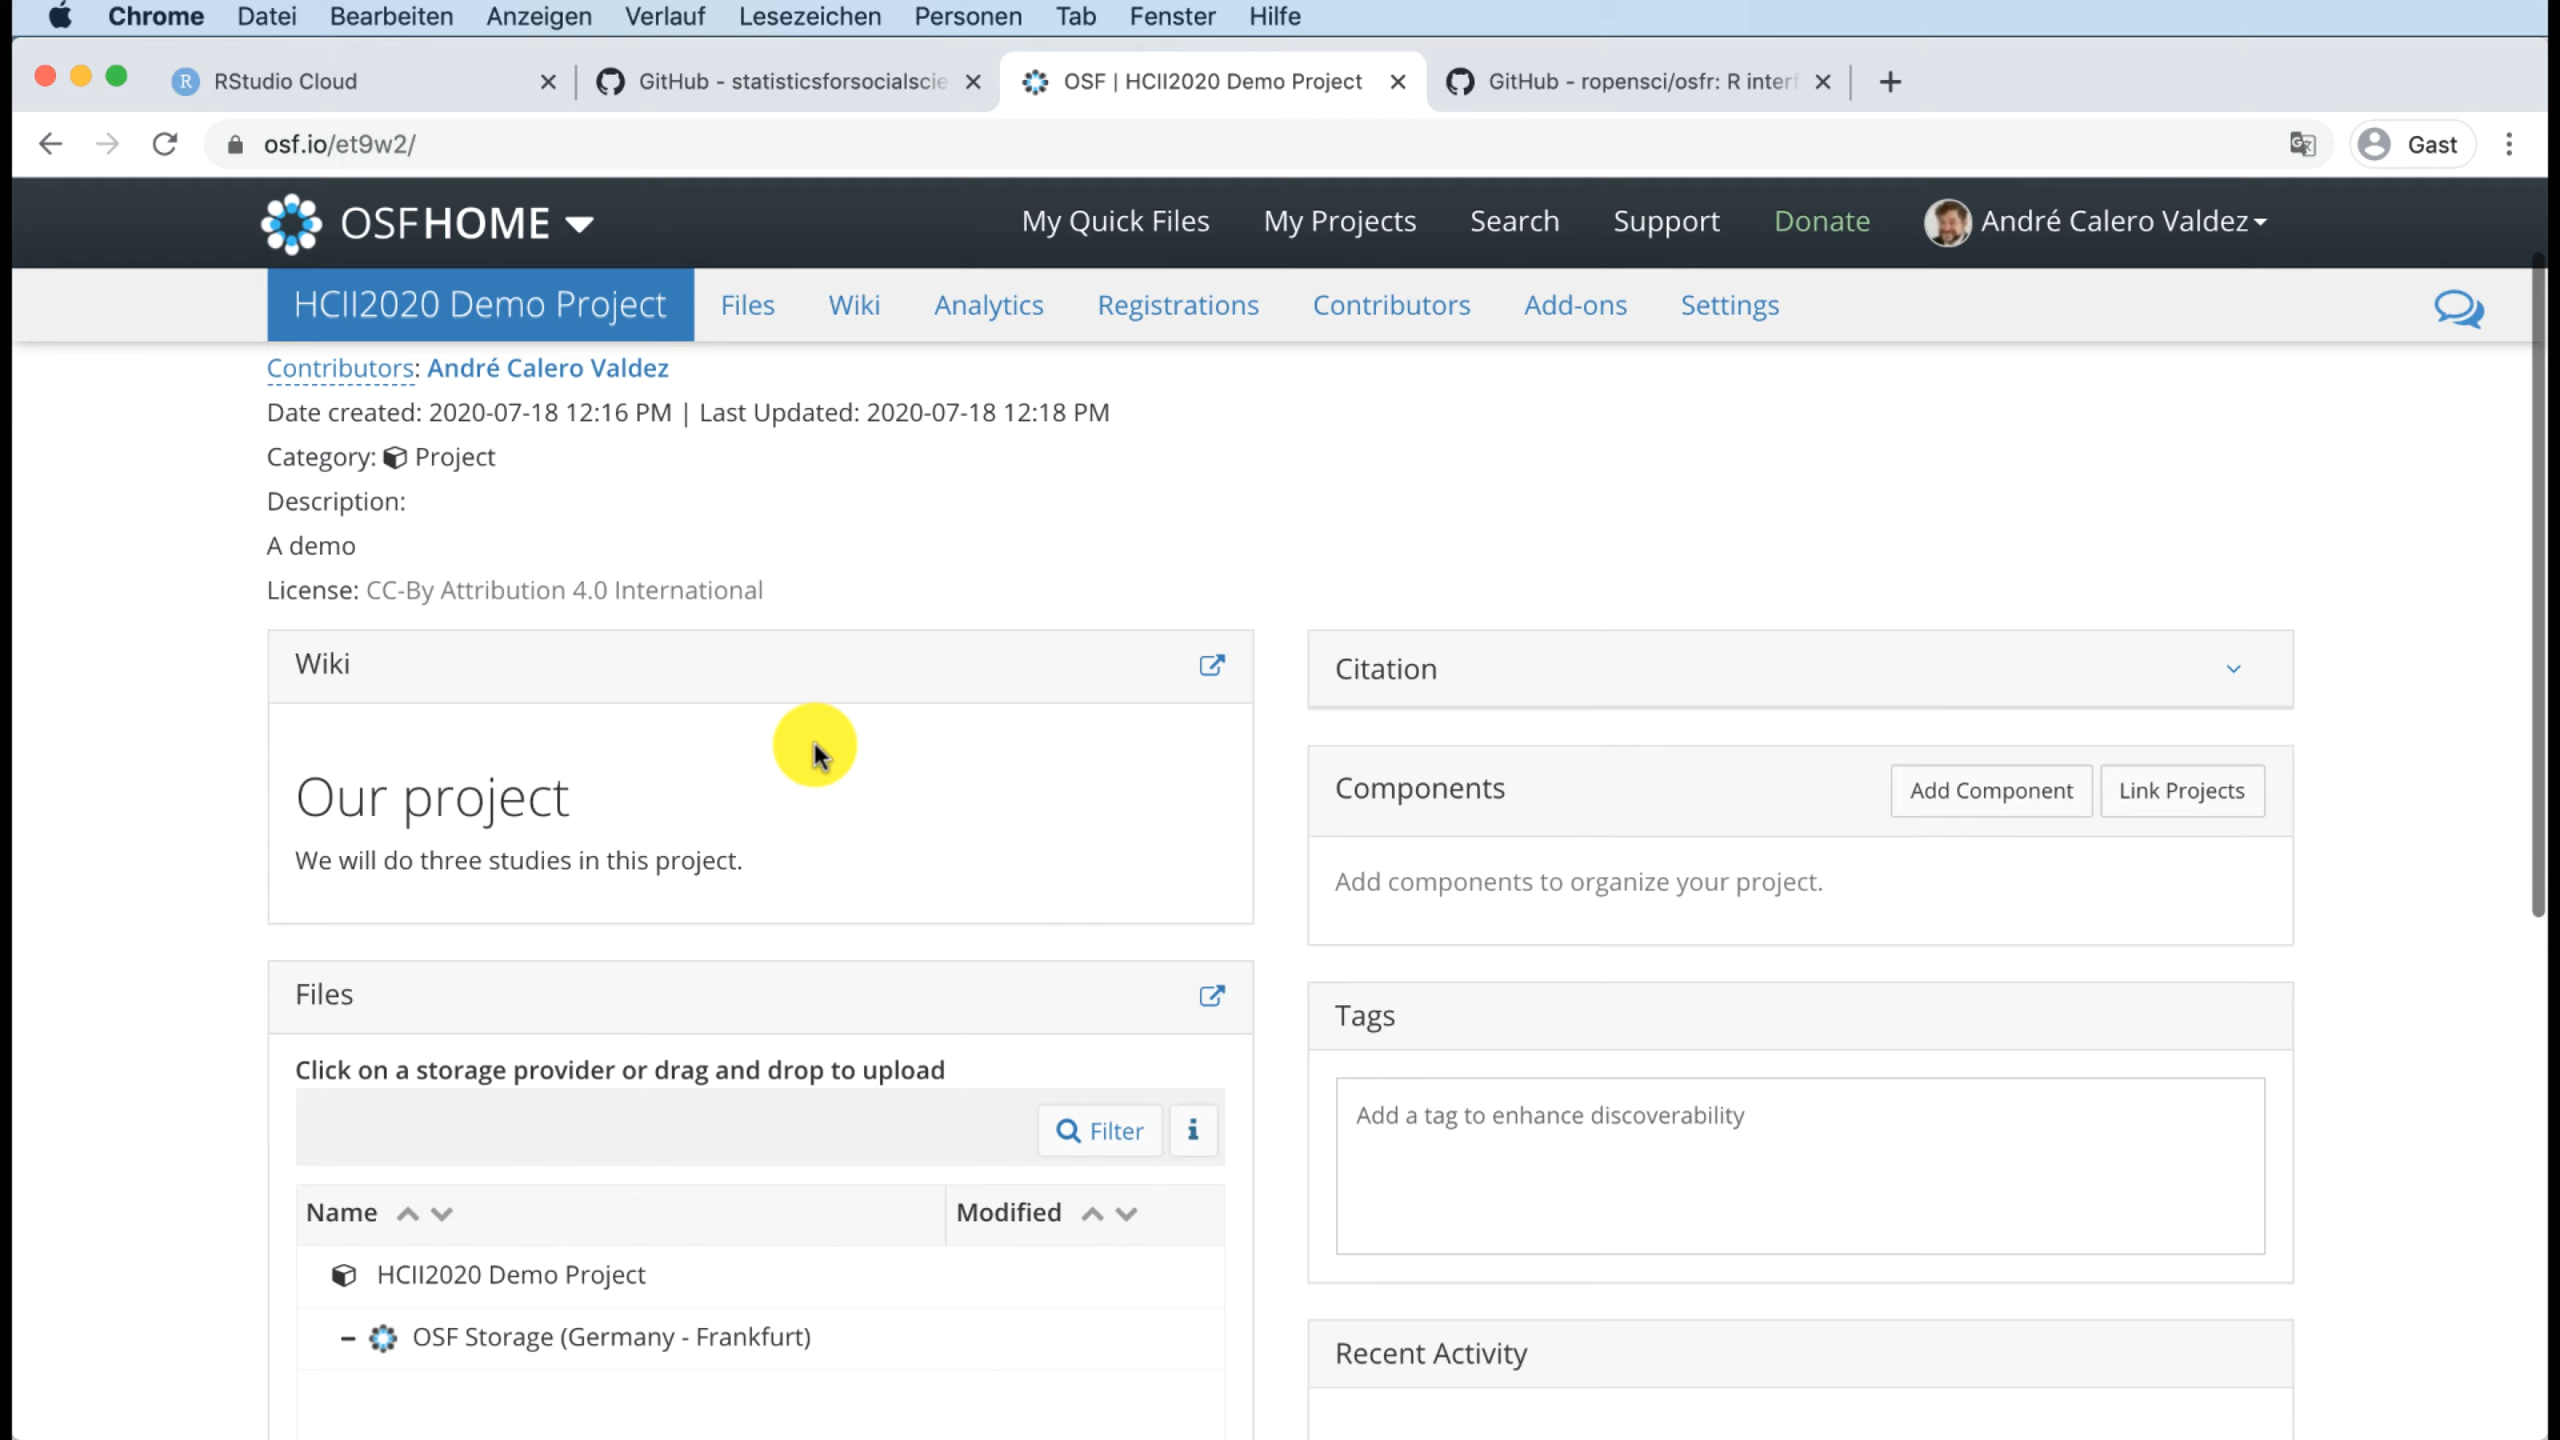 Chrome Datei Bearbeiten Anzeigen Verlauf Lesezeichen Personen Tab Fenster Hilfe
RStudio Cloud GitHub - statisticsforsocialscie OSF | HCII2020 Demo Project GitHub - ropensci/osfr: R interf
osf.io/et9w2/ Gast
OSFHOME My Quick Files My Projects Search Support Donate André Calero Valdez
HCII2020 Demo Project Files Wiki Analytics Registrations Contributors Add-ons Settings
Contributors: André Calero Valdez
Date created: 2020-07-18 12:16 PM | Last Updated: 2020-07-18 12:18 PM
Category: Project
Description:
A demo
License: CC-By Attribution 4.0 International
Wiki
Our project
We will do three studies in this project.
Files
Click on a storage provider or drag and drop to upload
Filter i
Name Modified
HCII2020 Demo Project
OSF Storage (Germany - Frankfurt)
Citation
Components Add Component Link Projects
Add components to organize your project.
Tags
Add a tag to enhance discoverability
Recent Activity